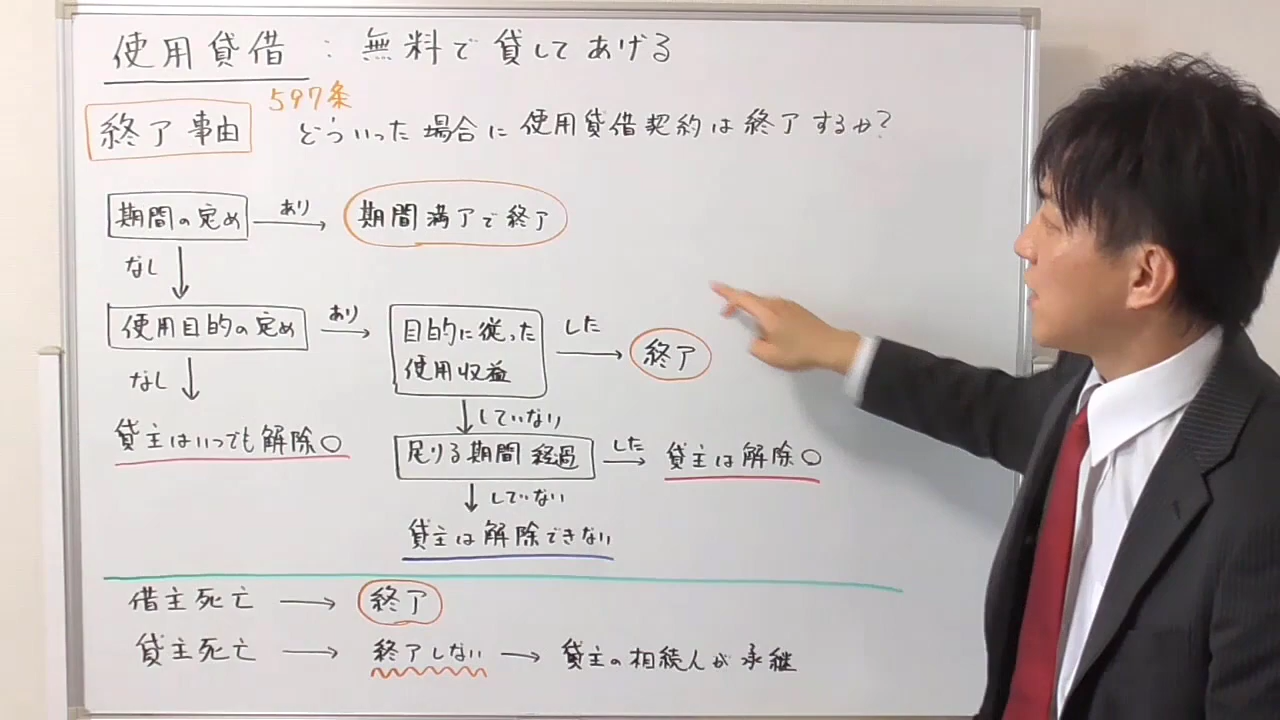 使用貸借：無料で貸してあげる
597条
終了事由 どういった場合に使用貸借契約は終了するか？
期間の定め あり 期間満了で終了
なし
使用目的の定め あり 目的に従った使用収益 した 終了
なし
していない
貸主はいつでも解除○
足りる期間経過 した 貸主は解除○
していない
貸主は解除できない
借主死亡 → 終了
貸主死亡 → 終了しない → 貸主の相続人が承継